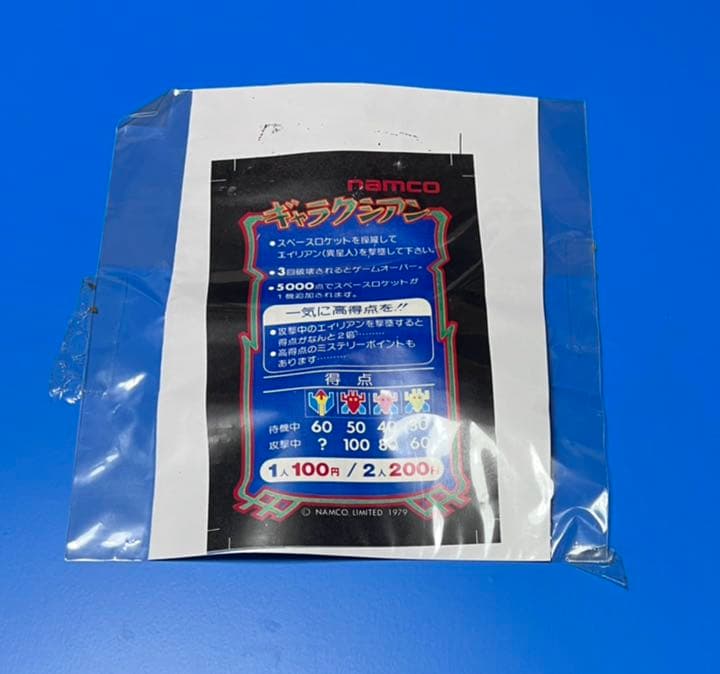 namco
ギャラクシアン
●スペースロケットを操縦して
エイリアン(異星人)を撃墜して下さい。
●3回破壊されるとゲームオーバー。
●5000点でスペースロケットが
1機追加されます。
一気に高得点を!!
●攻撃中のエイリアンを撃墜すると
得点がなんと2倍………
●高得点のミステリーポイントも
あります………
得点
待機中 60 50 40 30
攻撃中 ? 100 80 60
1人100円/2人200円
© NAMCO LIMITED 1979